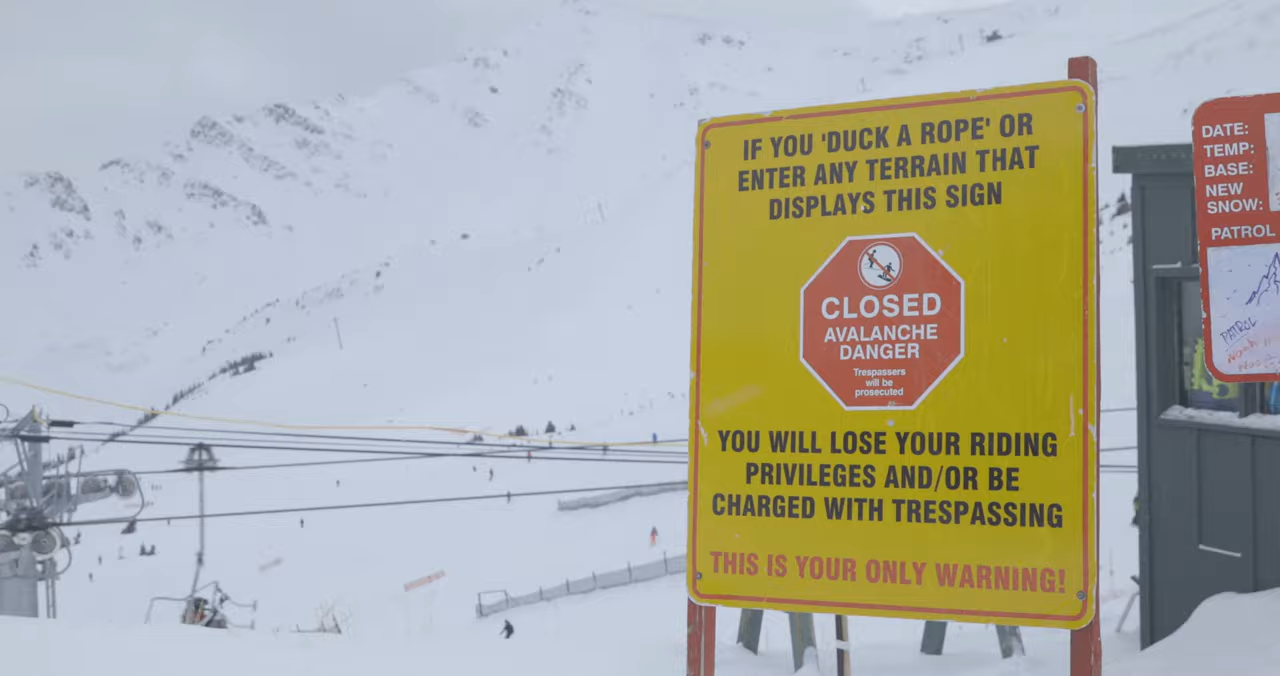 IF YOU 'DUCK A ROPE' OR
ENTER ANY TERRAIN THAT
DISPLAYS THIS SIGN
CLOSED
AVALANCHE
DANGER
Trespassers
will be
prosecuted
YOU WILL LOSE YOUR RIDING
PRIVILEGES AND/OR BE
CHARGED WITH TRESPASSING
THIS IS YOUR ONLY WARNING!
DATE:
TEMP:
BASE:
NEW
SNOW:
PATROL
PATROL